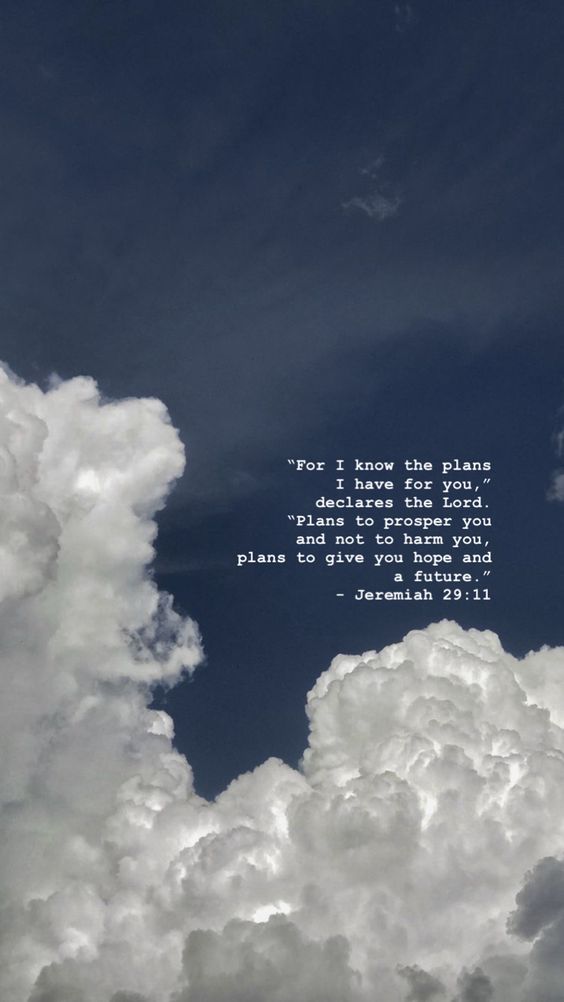 “For I know the plans
I have for you,”
declares the Lord.
“Plans to prosper you
and not to harm you,
plans to give you hope and
a future.”
- Jeremiah 29:11